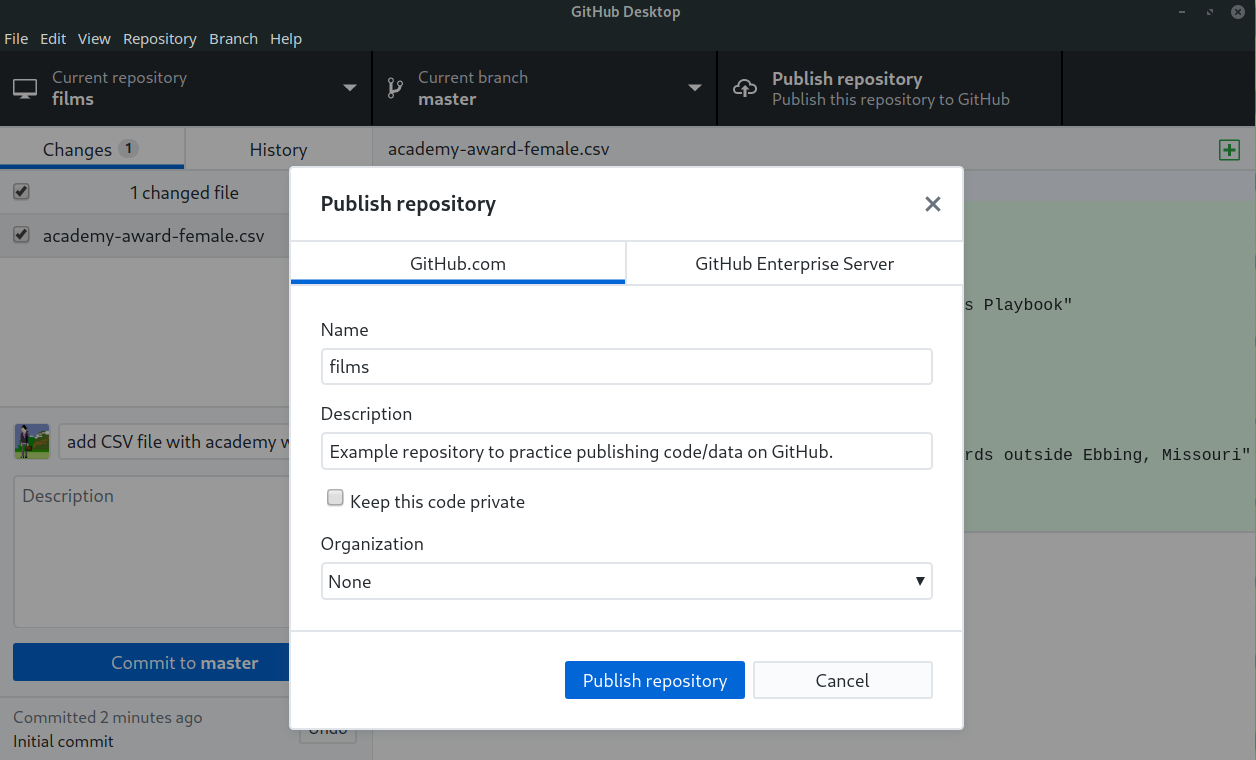 GitHub Desktop
File Edit View Repository Branch Help
Current repository
films
Current branch
master
Publish repository
Publish this repository to GitHub
Changes 1
History
academy-award-female.csv
1 changed file
academy-award-female.csv
add CSV file with academy w
Description
Commit to master
Committed 2 minutes ago
Initial commit
Undo
s Playbook"
rds outside Ebbing, Missouri"
Publish repository
GitHub.com
GitHub Enterprise Server
Name
films
Description
Example repository to practice publishing code/data on GitHub.
Keep this code private
Organization
None
Publish repository
Cancel